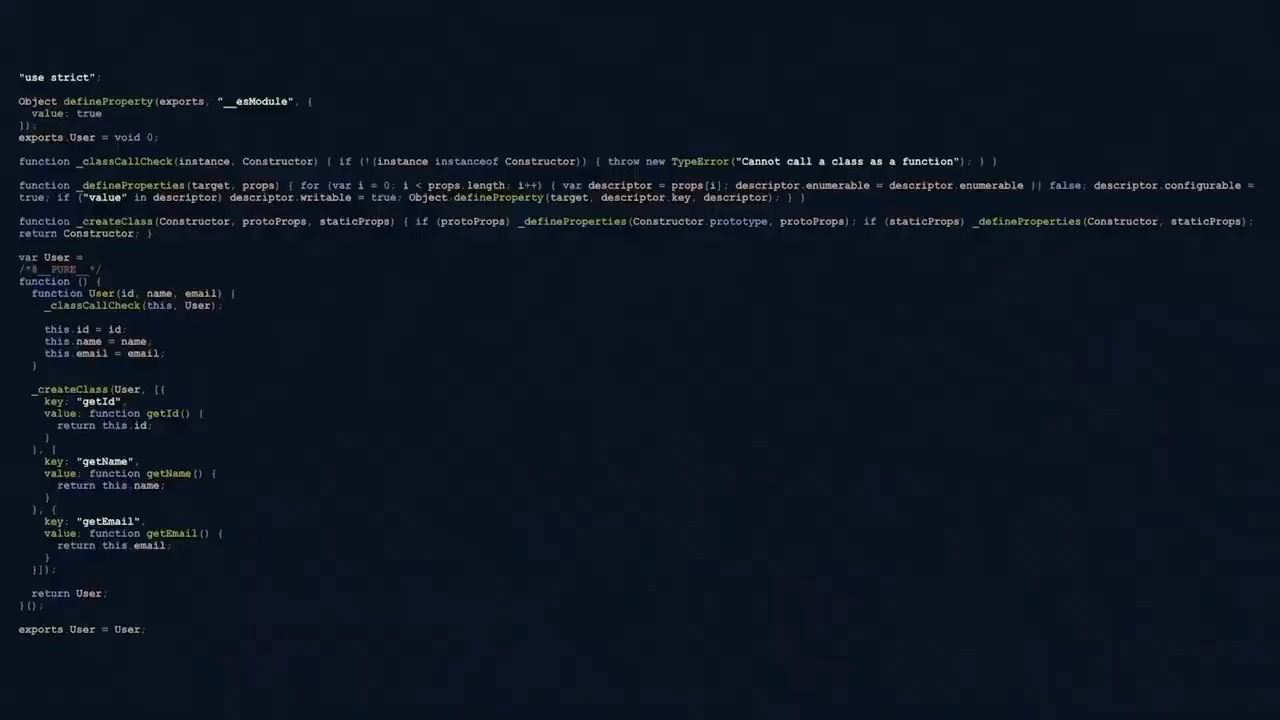 "use strict";
Object.defineProperty(exports, "__esModule", {
  value: true
});
exports.User = void 0;
function _classCallCheck(instance, Constructor) { if (!(instance instanceof Constructor)) { throw new TypeError("Cannot call a class as a function"); } }
function _defineProperties(target, props) { for (var i = 0; i < props.length; i++) { var descriptor = props[i]; descriptor.enumerable = descriptor.enumerable || false; descriptor.configurable =
true; if ("value" in descriptor) descriptor.writable = true; Object.defineProperty(target, descriptor.key, descriptor); } }
function _createClass(Constructor, protoProps, staticProps) { if (protoProps) _defineProperties(Constructor.prototype, protoProps); if (staticProps) _defineProperties(Constructor, staticProps);
return Constructor; }
var User =
/*#__PURE__*/
function () {
  function User(id, name, email) {
    _classCallCheck(this, User);
    this.id = id;
    this.name = name;
    this.email = email;
  }
  _createClass(User, [{
    key: "getId",
    value: function getId() {
      return this.id;
    }
  }, {
    key: "getName",
    value: function getName() {
      return this.name;
    }
  }, {
    key: "getEmail",
    value: function getEmail() {
      return this.email;
    }
  }]);
  return User;
}();
exports.User = User;